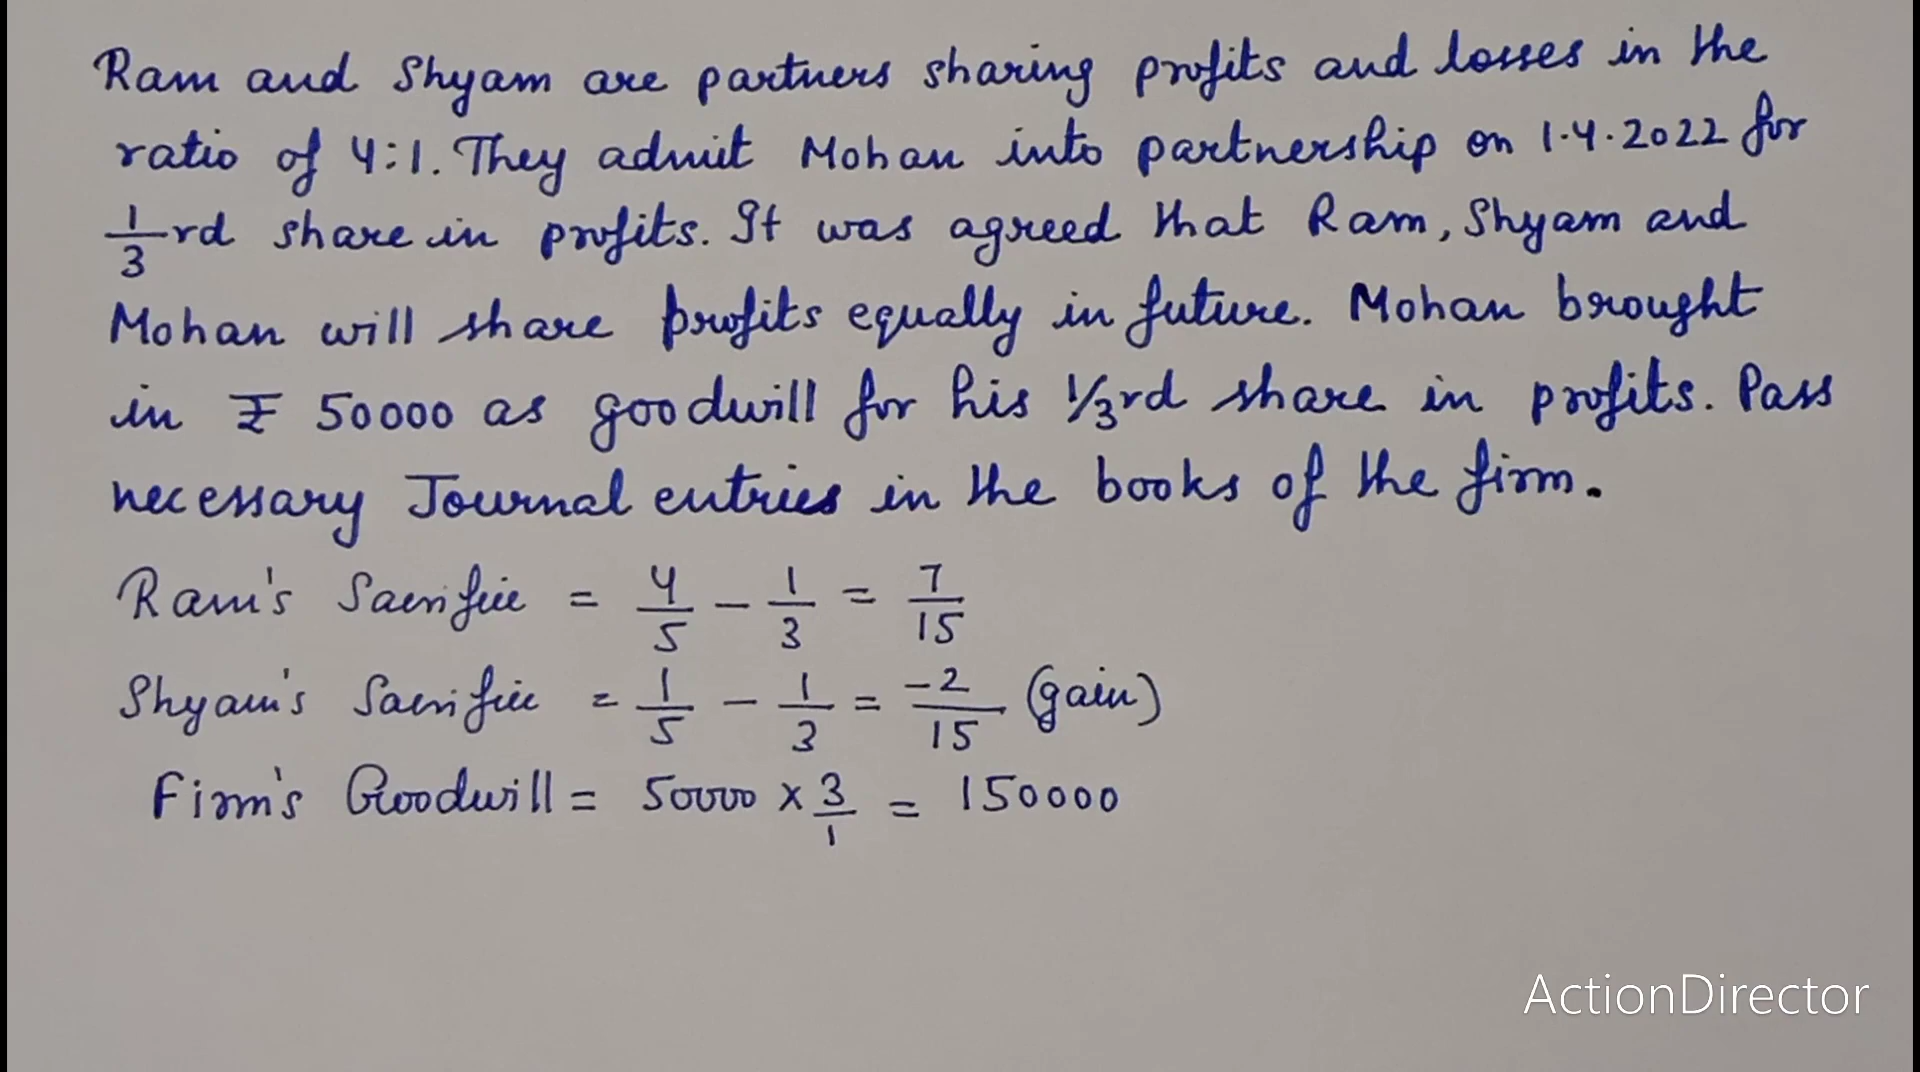 Ram and Shyam are partners sharing profits and losses in the
ratio of 4:1. They admit Mohan into partnership on 1.4.2022 for
1/3 rd share in profits. It was agreed that Ram, Shyam and
Mohan will share profits equally in future. Mohan brought
in ₹ 50000 as goodwill for his 1/3rd share in profits. Pass
necessary Journal entries in the books of the firm.
Ram's Sacrifice = 4/5 - 1/3 = 7/15
Shyam's Sacrifice = 1/5 - 1/3 = -2/15 (gain)
Firm's Goodwill = 50000 x 3/1 = 150000
ActionDirector